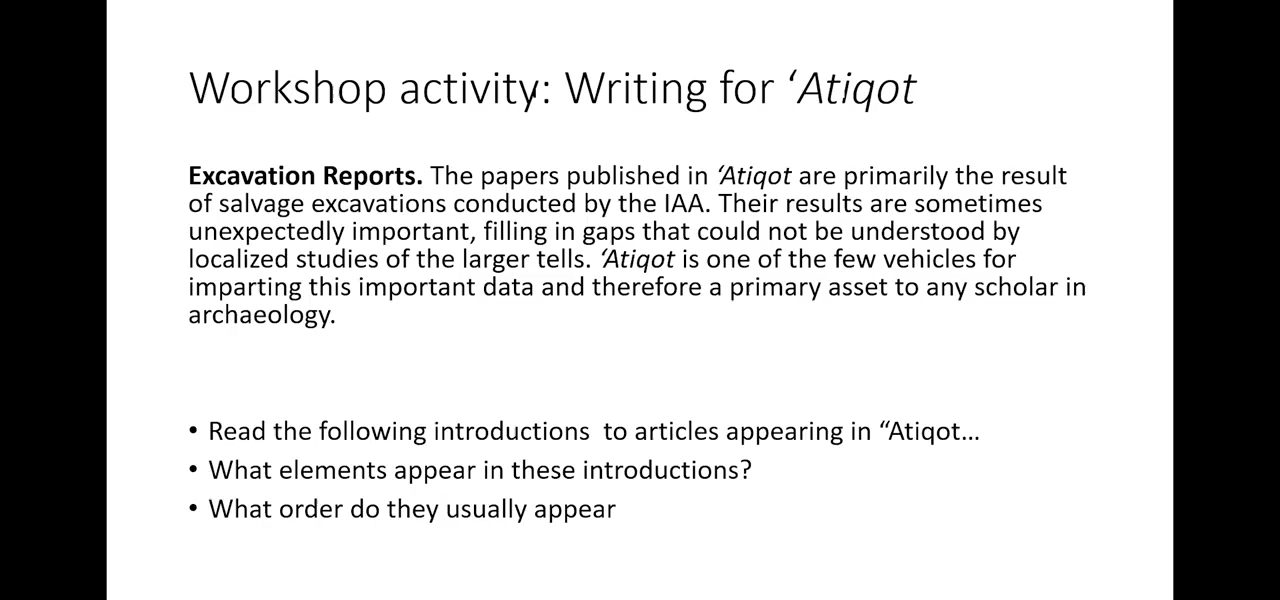 Workshop activity: Writing for ‘Atiqot
Excavation Reports. The papers published in ‘Atiqot are primarily the result
of salvage excavations conducted by the IAA. Their results are sometimes
unexpectedly important, filling in gaps that could not be understood by
localized studies of the larger tells. ‘Atiqot is one of the few vehicles for
imparting this important data and therefore a primary asset to any scholar in
archaeology.
• Read the following introductions  to articles appearing in “Atiqot…
• What elements appear in these introductions?
• What order do they usually appear